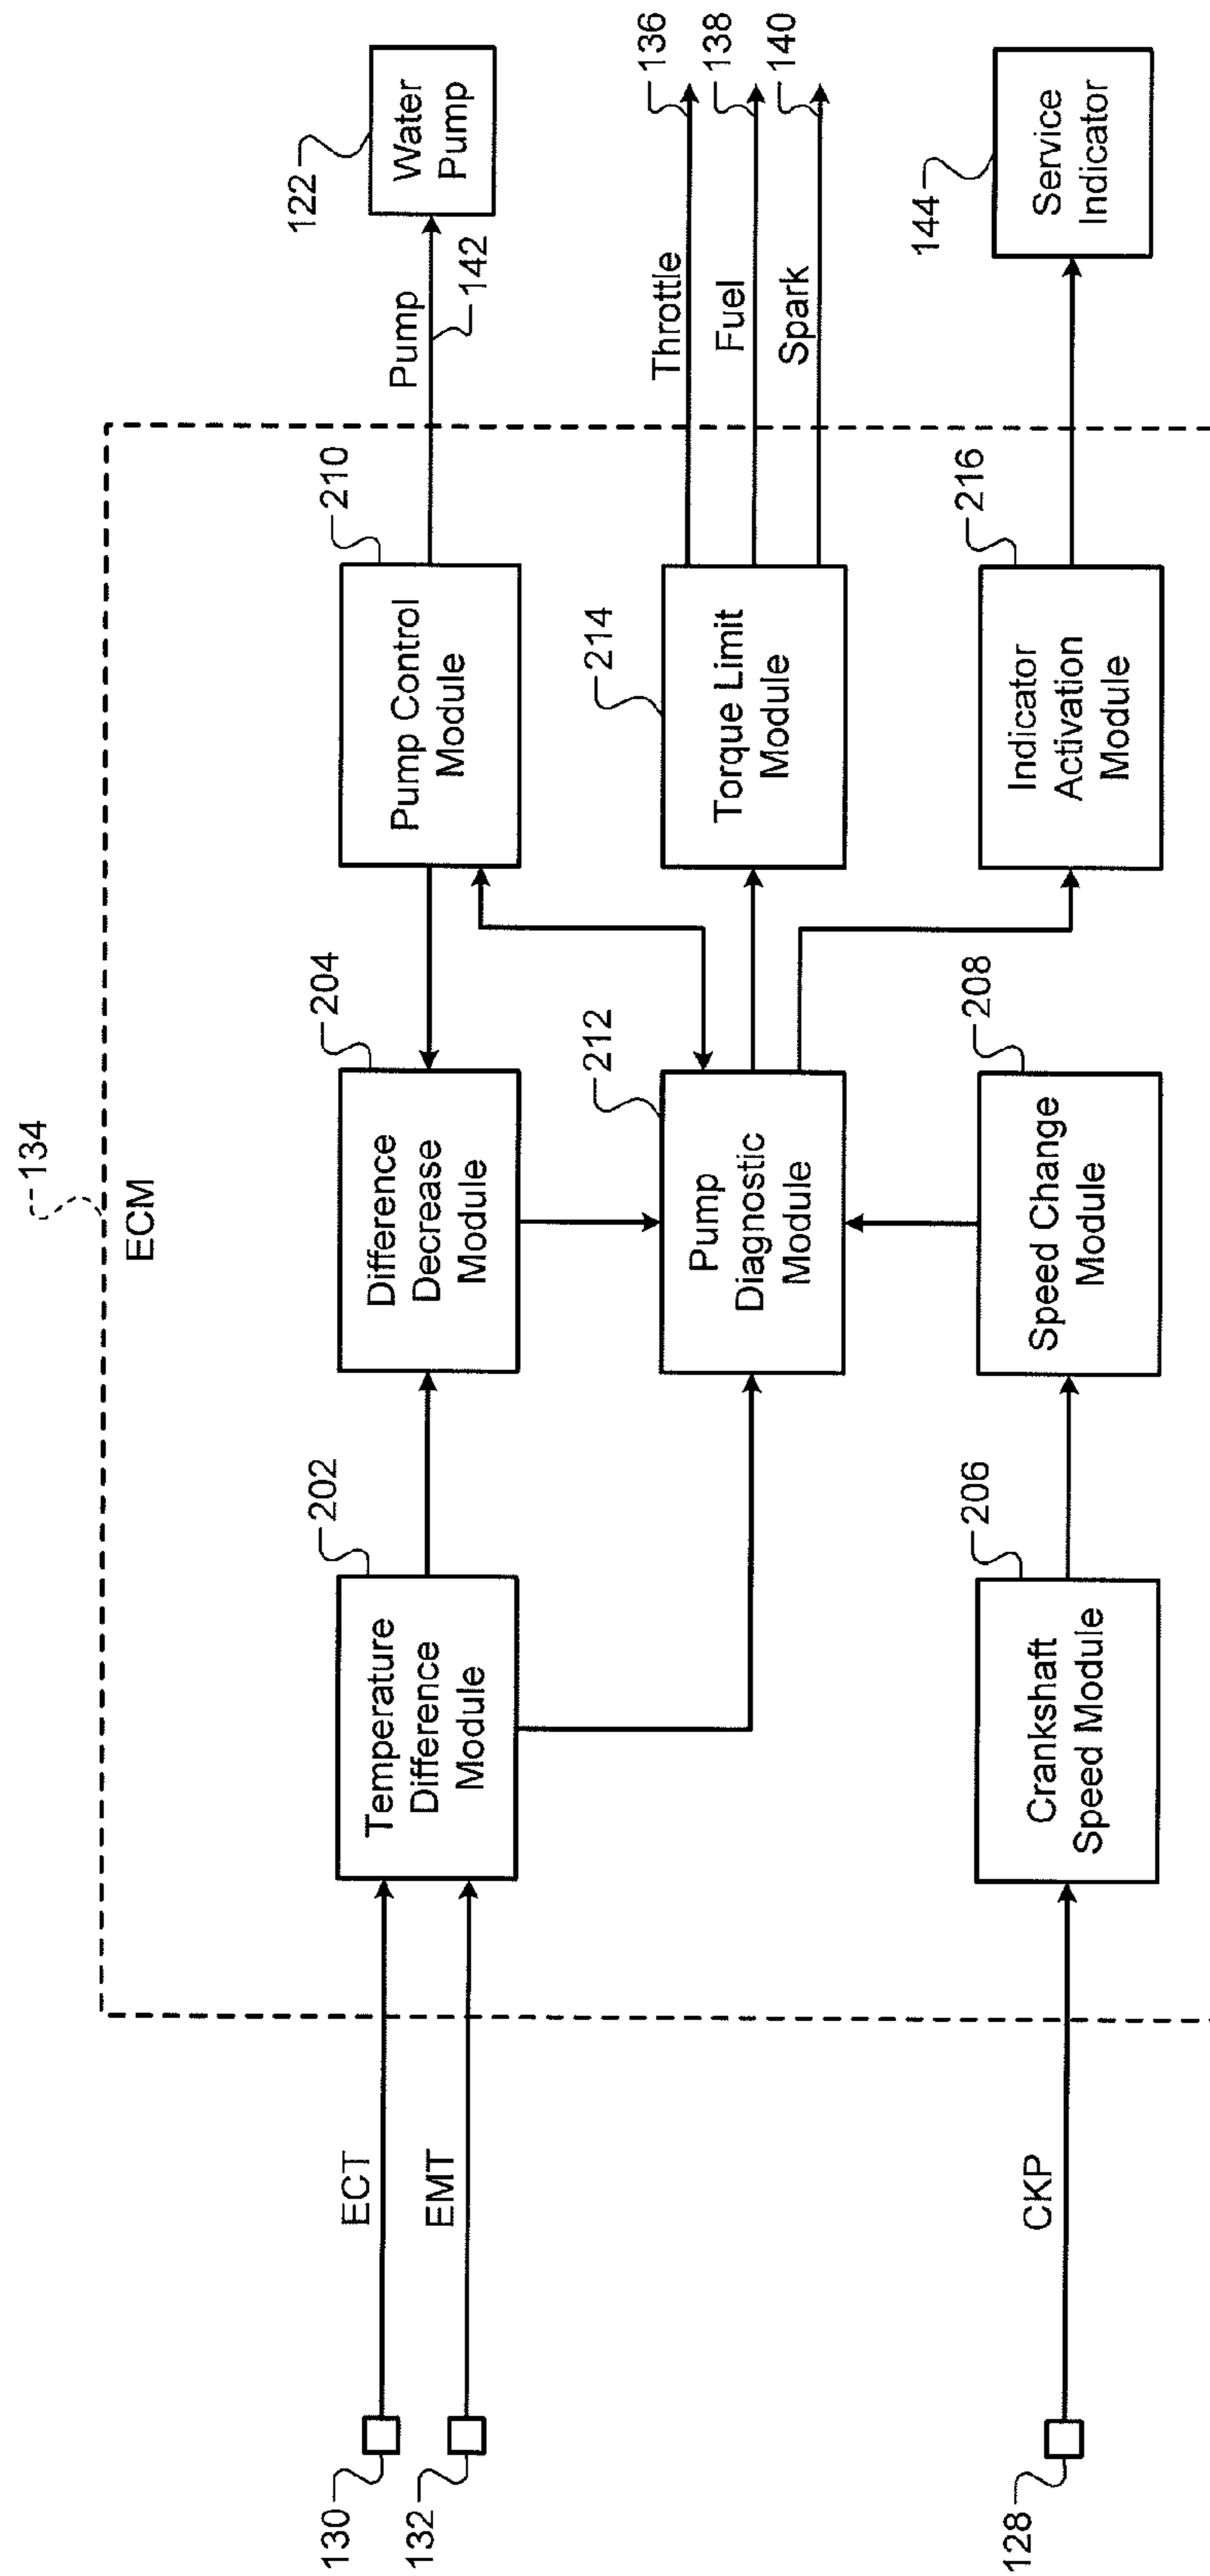 134
ECM
130
ECT
132
EMT
202
Temperature
Difference
Module
204
Difference
Decrease
Module
210
Pump Control
Module
Pump
142
122
Water
Pump
212
Pump
Diagnostic
Module
214
Torque Limit
Module
Throttle
136
Fuel
138
Spark
140
128
CKP
206
Crankshaft
Speed Module
208
Speed Change
Module
216
Indicator
Activation
Module
144
Service
Indicator